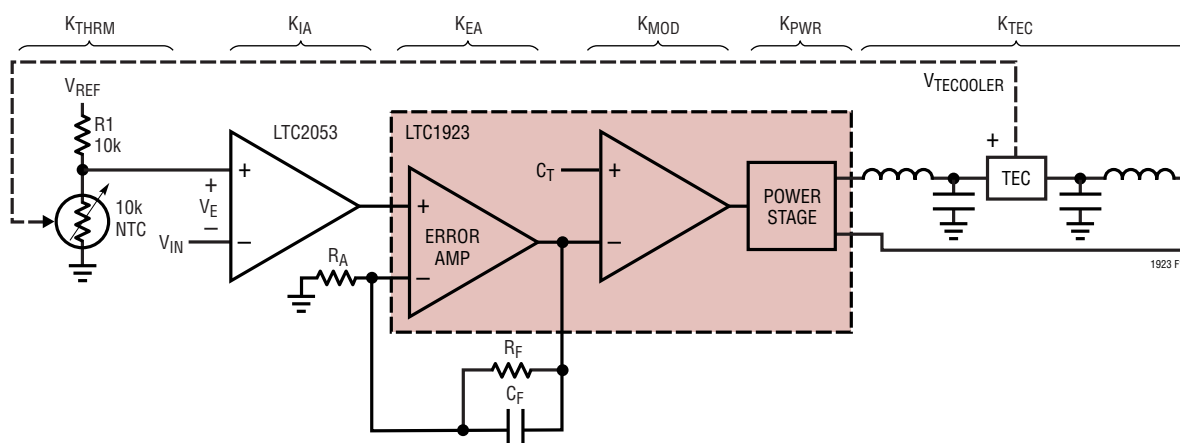 KTHRM
KIA
KEA
KMOD
KPWR
KTEC
VREF
R1
10k
10k
NTC
+
VE
−
VIN
LTC2053
+
−
RA
LTC1923
+
−
ERROR
AMP
CT
+
−
POWER
STAGE
VTECOOLER
+
TEC
RF
CF
1923 F